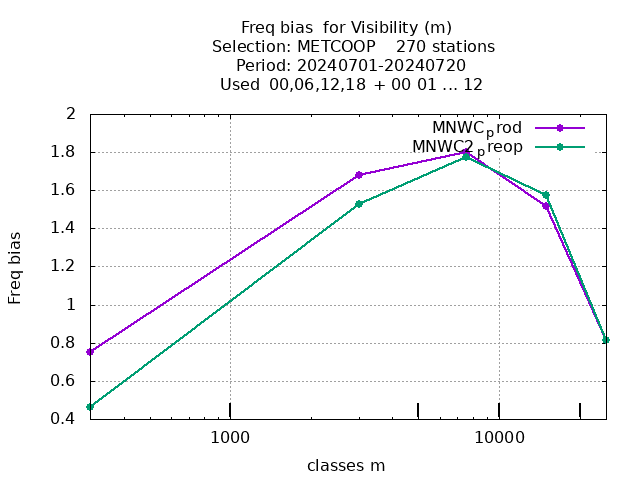 Freq bias  for Visibility (m)
Selection: METCOOP    270 stations
Period: 20240701-20240720
Used 00,06,12,18 + 00 01 ... 12
MNWC_prod
MNWC2_preop
2
1.8
1.6
1.4
1.2
1
0.8
0.6
0.4
Freq bias
1000
10000
classes m